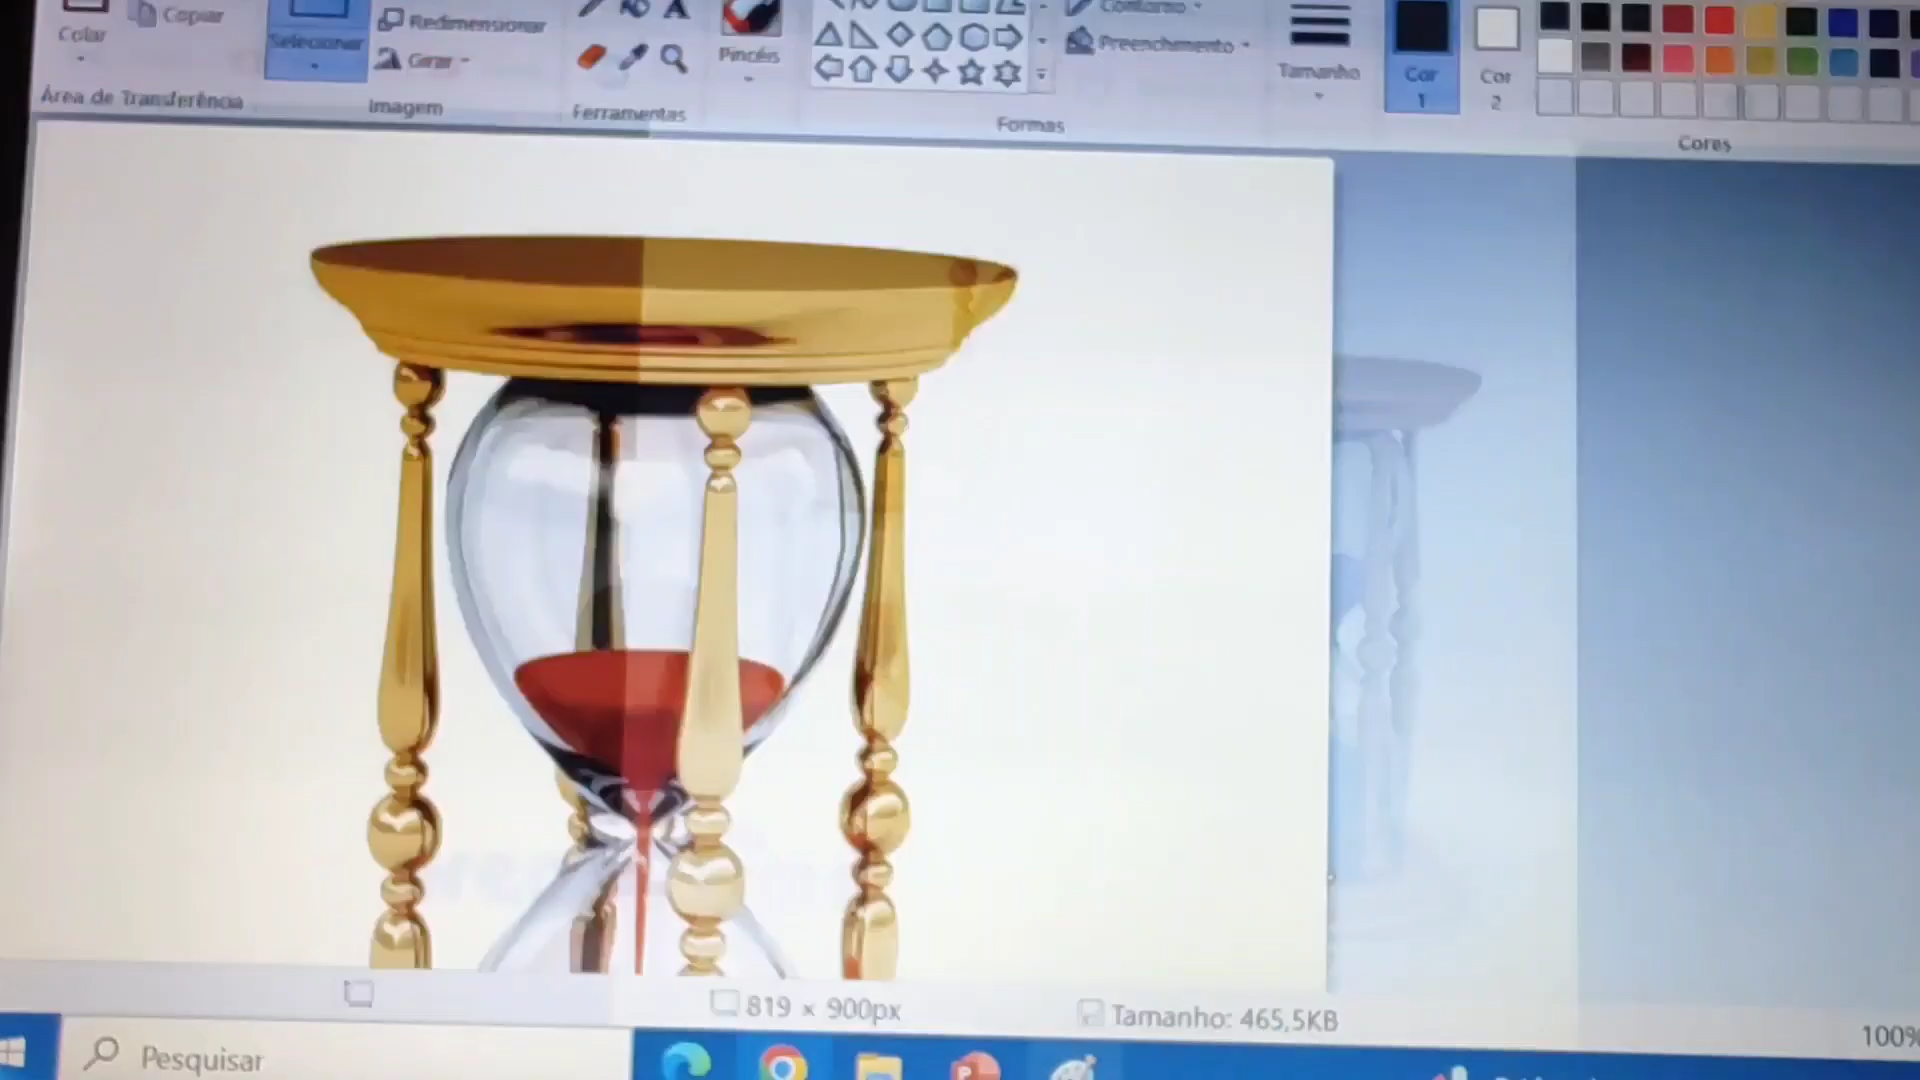 Colar
Copiar
Selecionar
Redimensionar
Girar
A
Pincéis
Contorno
Preenchimento
Tamanho
Cor
1
Cor
2
Área de Transferência
Imagem
Ferramentas
Formas
Cores
819 × 900px
Tamanho: 465,5KB
100%
Pesquisar